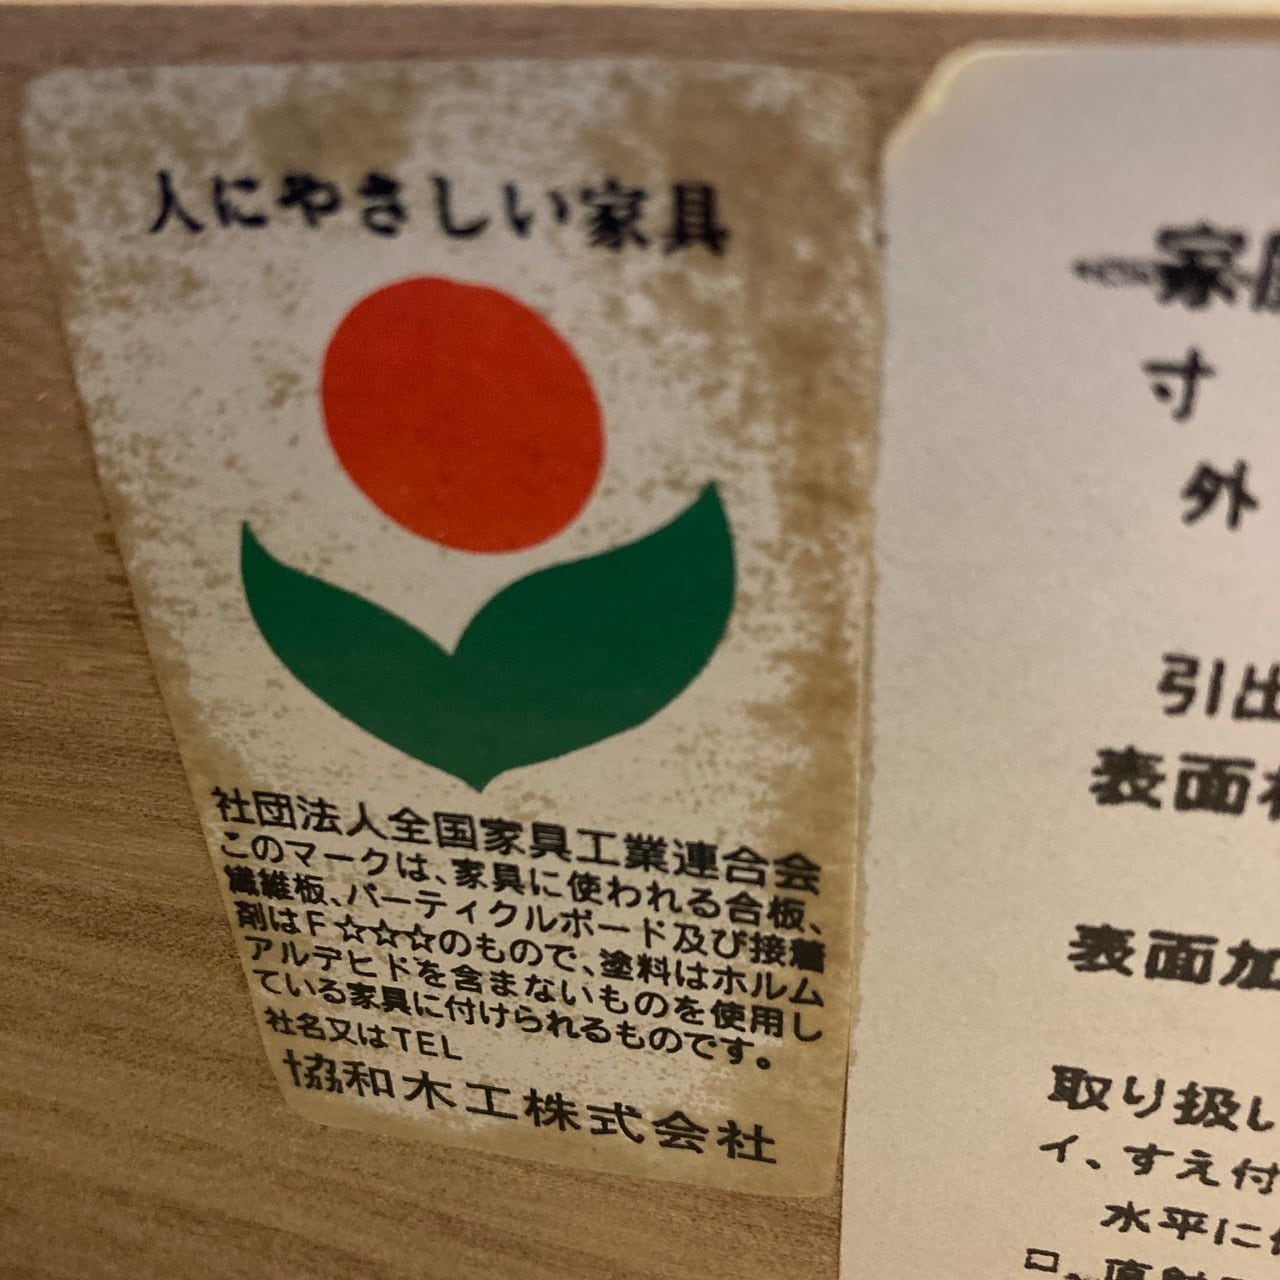 人にやさしい家具
社団法人全国家具工業連合会
このマークは、家具に使われる合板、
繊維板、パーティクルボード及び接着
剤はF☆☆☆のもので、塗料はホルム
アルデヒドを含まないものを使用し
ている家具に付けられるものです。
社名又はTEL
協和木工株式会社
家
寸
外
引出
表面
表面加
取り扱い
イ、すえ付
水平に
ロ、直射